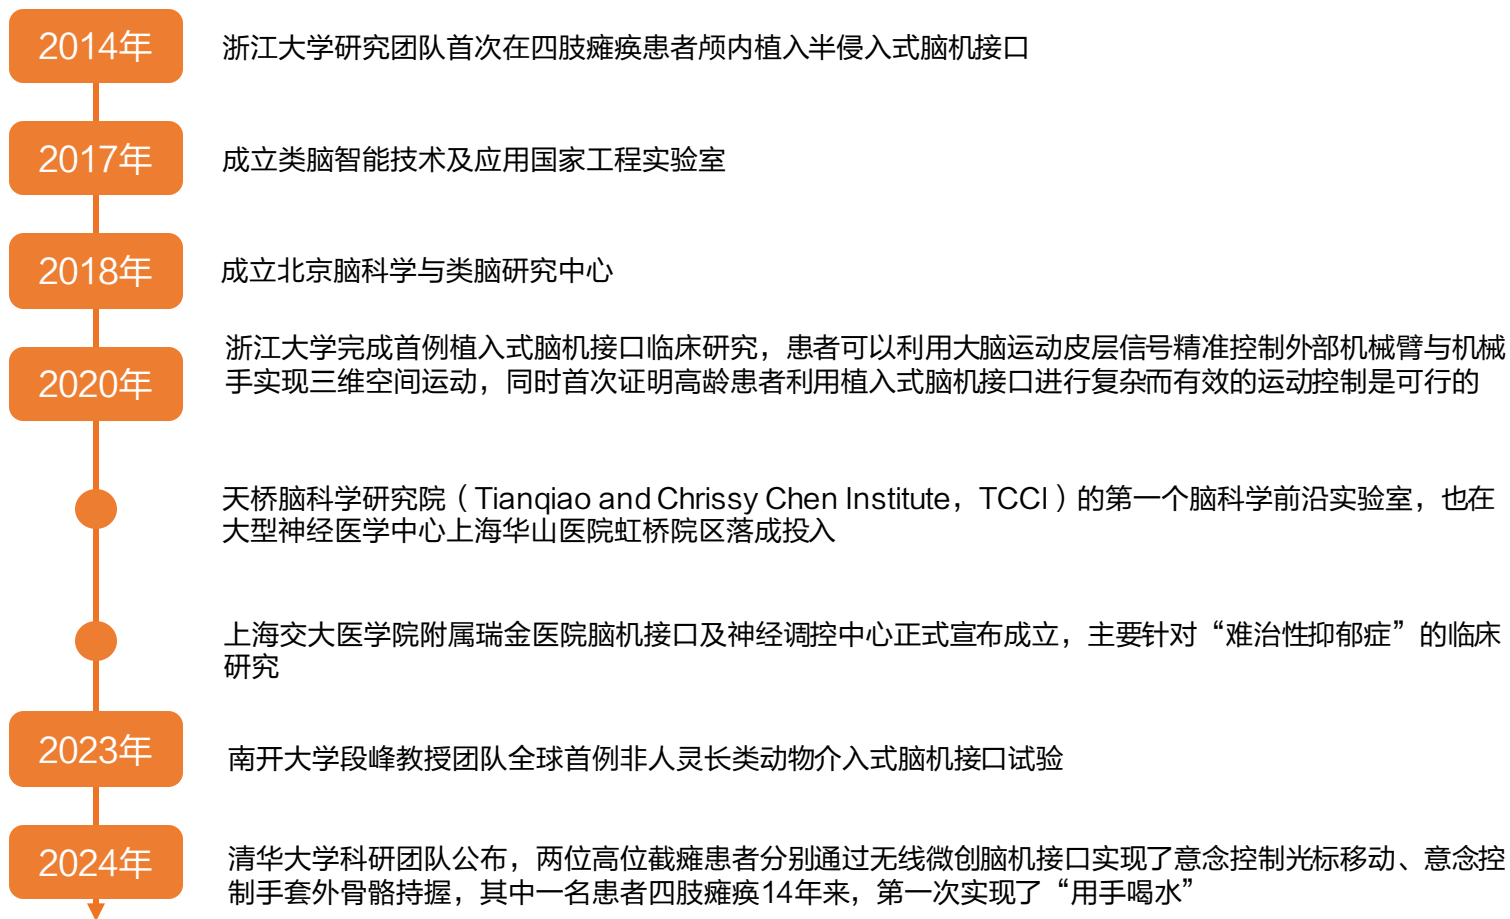 2014年
浙江大学研究团队首次在四肢瘫痪患者颅内植入半侵入式脑机接口
2017年
成立类脑智能技术及应用国家工程实验室
2018年
成立北京脑科学与类脑研究中心
2020年
浙江大学完成首例植入式脑机接口临床研究，患者可以利用大脑运动皮层信号精准控制外部机械臂与机械
手实现三维空间运动，同时首次证明高龄患者利用植入式脑机接口进行复杂而有效的运动控制是可行的
天桥脑科学研究院（Tianqiao and Chrissy Chen Institute，TCCI）的第一个脑科学前沿实验室，也在
大型神经医学中心上海华山医院虹桥院区落成投入
上海交大医学院附属瑞金医院脑机接口及神经调控中心正式宣布成立，主要针对“难治性抑郁症”的临床
研究
2023年
南开大学段峰教授团队全球首例非人灵长类动物介入式脑机接口试验
2024年
清华大学科研团队公布，两位高位截瘫患者分别通过无线微创脑机接口实现了意念控制光标移动、意念控
制手套外骨骼持握，其中一名患者四肢瘫痪14年来，第一次实现了“用手喝水”